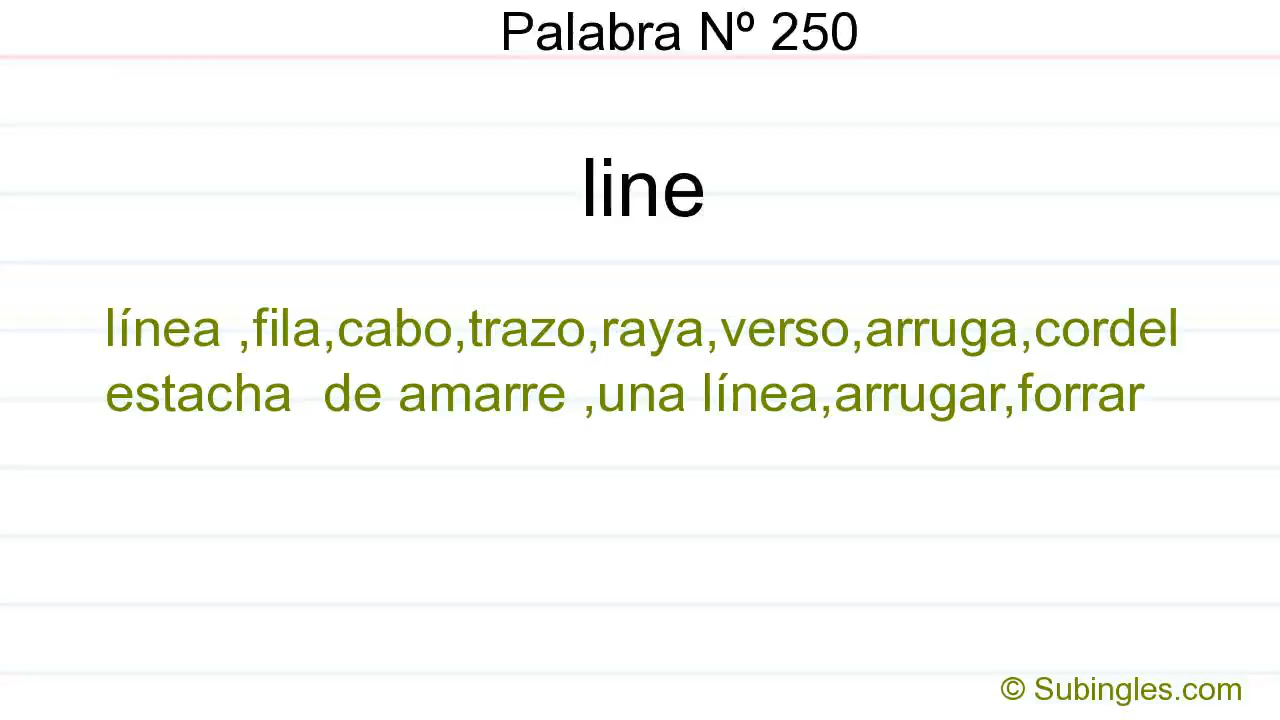 Palabra Nº 250
line
línea ,fila,cabo,trazo,raya,verso,arruga,cordel
estacha  de amarre ,una línea,arrugar,forrar
© Subingles.com